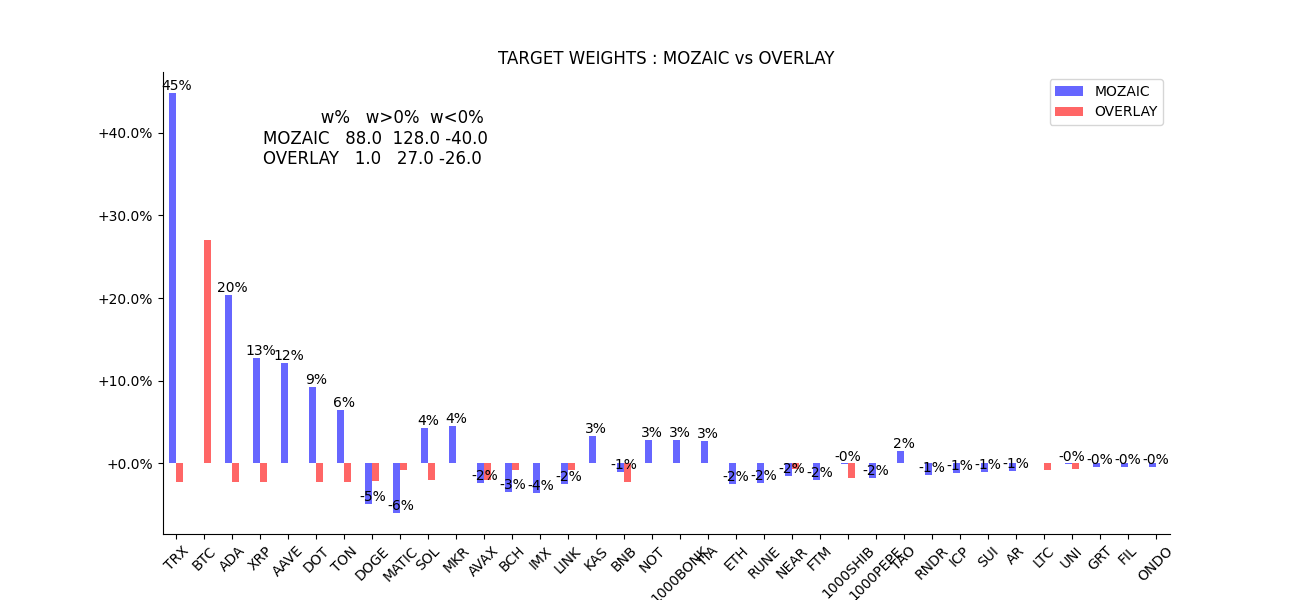 TARGET WEIGHTS : MOZAIC vs OVERLAY
MOZAIC
OVERLAY
w% w>0% w<0%
MOZAIC 88.0 128.0 -40.0
OVERLAY 1.0 27.0 -26.0
+40.0%
+30.0%
+20.0%
+10.0%
+0.0%
45%
20%
13%
12%
9%
6%
-5%
-6%
4%
4%
-2%
-3%
-4%
-2%
3%
-1%
3%
3%
3%
-2%
-2%
-2%
-2%
-0%
-2%
2%
-1%
-1%
-1%
-1%
-0%
-0%
-0%
-0%
TRX
BTC
ADA
XRP
AAVE
DOT
TON
DOGE
MATIC
SOL
MKR
AVAX
BCH
IMX
LINK
KAS
BNB
NOT
1000BONK
TIA
ETH
RUNE
NEAR
FTM
1000SHIB
1000PEPE
TAO
RNDR
ICP
SUI
AR
LTC
UNI
GRT
FIL
ONDO